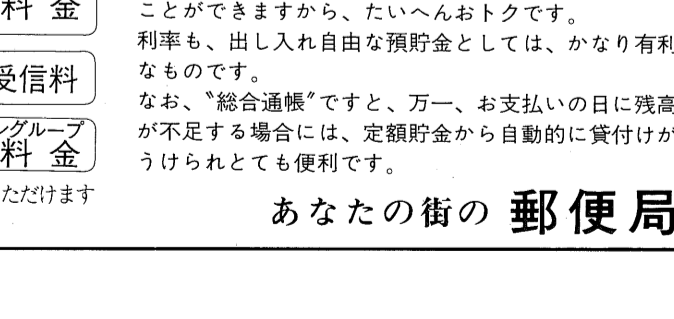 料 金
受信料
ングループ
料 金
ただけます
ことができますから、たいへんおトクです。
利率も、出し入れ自由な預貯金としては、かなり有利
なものです。
なお、〝総合通帳〞ですと、万一、お支払いの日に残高
が不足する場合には、定額貯金から自動的に貸付けが
うけられとても便利です。
あなたの街の 郵便局